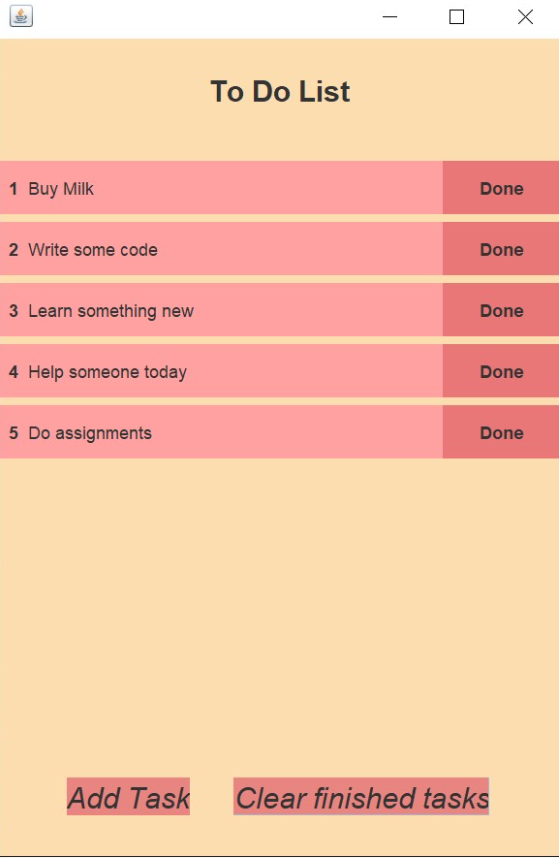 To Do List
1 Buy Milk Done
2 Write some code Done
3 Learn something new Done
4 Help someone today Done
5 Do assignments Done
Add Task Clear finished tasks